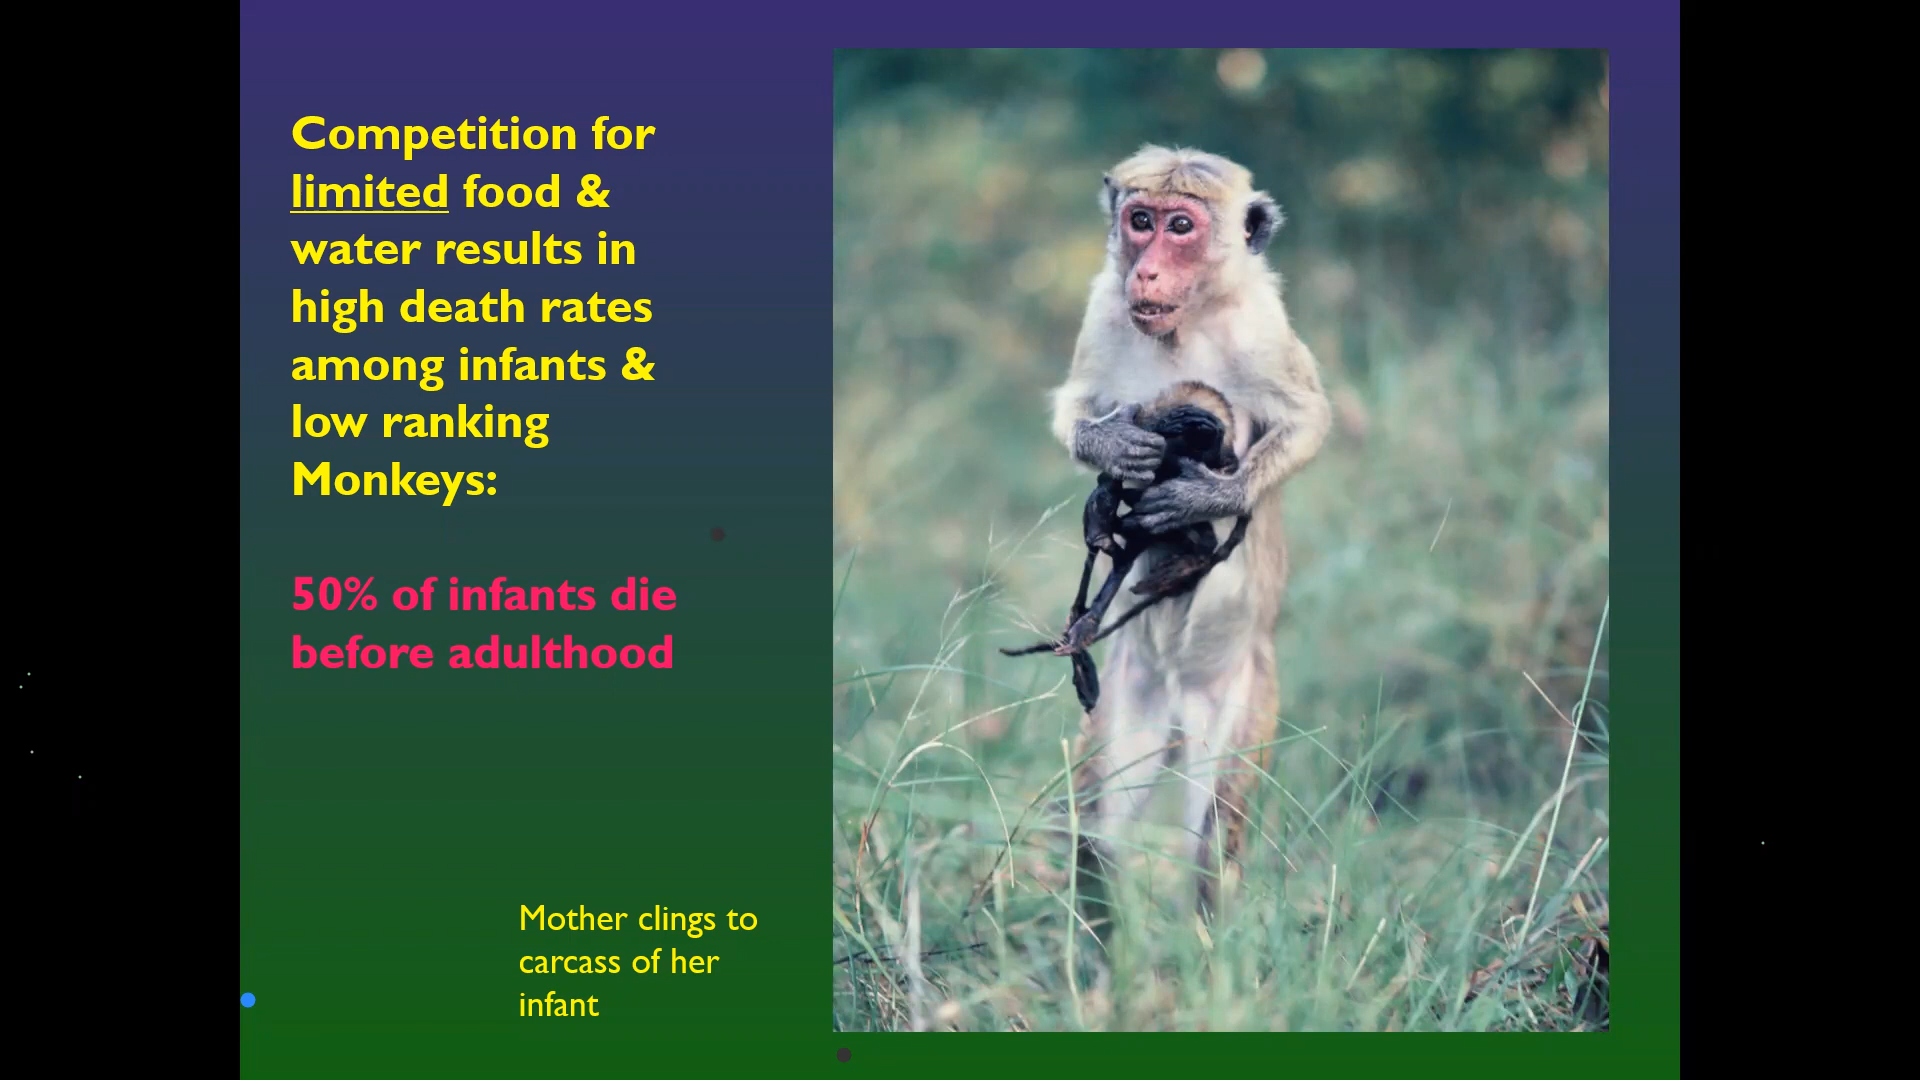 Competition for
limited food &
water results in
high death rates
among infants &
low ranking
Monkeys:
50% of infants die
before adulthood
Mother clings to
carcass of her
infant